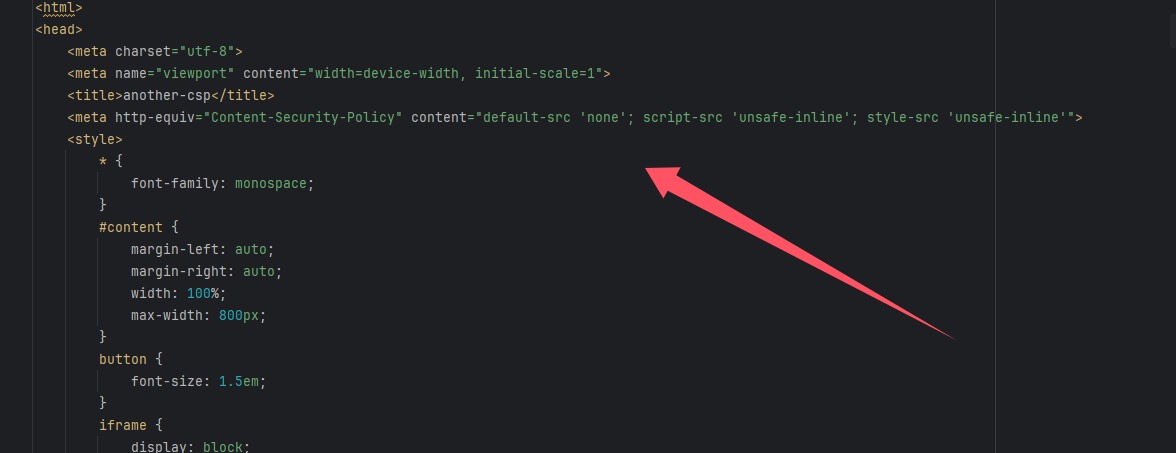 <html>
<head>
<meta charset="utf-8">
<meta name="viewport" content="width=device-width, initial-scale=1">
<title>another-csp</title>
<meta http-equiv="Content-Security-Policy" content="default-src 'none'; script-src 'unsafe-inline'; style-src 'unsafe-inline'">
<style>
* {
font-family: monospace;
}
#content {
margin-left: auto;
margin-right: auto;
width: 100%;
max-width: 800px;
}
button {
font-size: 1.5em;
}
iframe {
display: block;